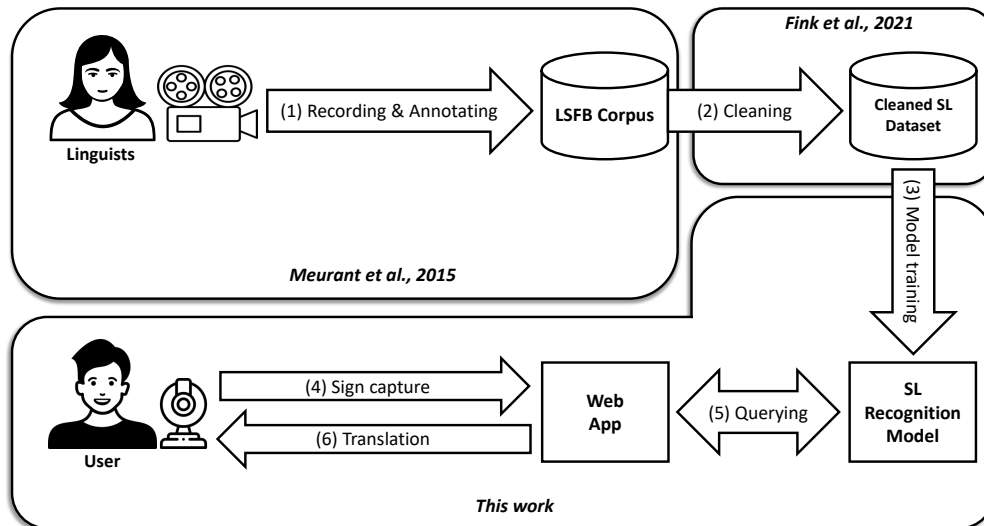 Fink et al., 2021
(1) Recording & Annotating
LSFB Corpus
(2) Cleaning
Cleaned SL
Dataset
Linguists
(3) Model training
Meurant et al., 2015
(4) Sign capture
Web
App
(5) Querying
SL
Recognition
Model
(6) Translation
User
This work